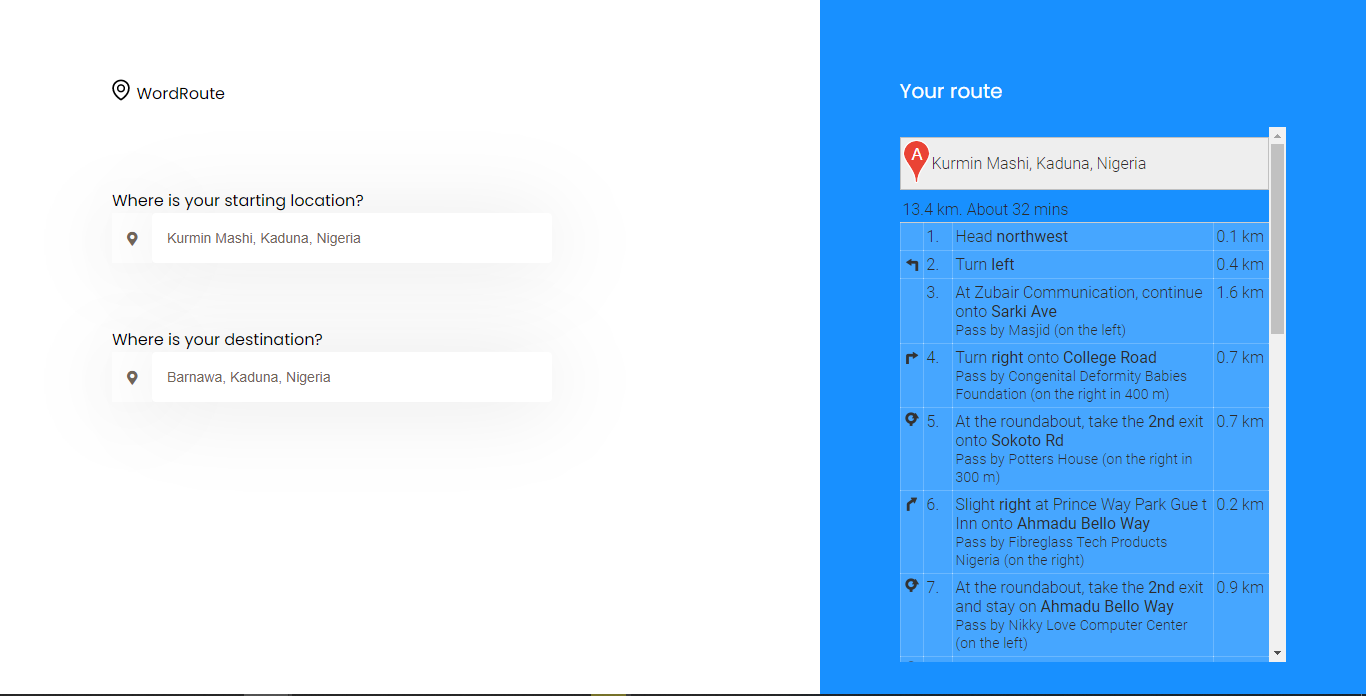 WordRoute
Where is your starting location?
Kurmin Mashi, Kaduna, Nigeria
Where is your destination?
Barnawa, Kaduna, Nigeria
Your route
A
Kurmin Mashi, Kaduna, Nigeria
13.4 km. About 32 mins
1. Head northwest 0.1 km
2. Turn left 0.4 km
3. At Zubair Communication, continue 1.6 km
onto Sarki Ave
Pass by Masjid (on the left)
4. Turn right onto College Road 0.7 km
Pass by Congenital Deformity Babies
Foundation (on the right in 400 m)
5. At the roundabout, take the 2nd exit 0.7 km
onto Sokoto Rd
Pass by Potters House (on the right in
300 m)
6. Slight right at Prince Way Park Gue t 0.2 km
Inn onto Ahmadu Bello Way
Pass by Fibreglass Tech Products
Nigeria (on the right)
7. At the roundabout, take the 2nd exit 0.9 km
and stay on Ahmadu Bello Way
Pass by Nikky Love Computer Center
(on the left)